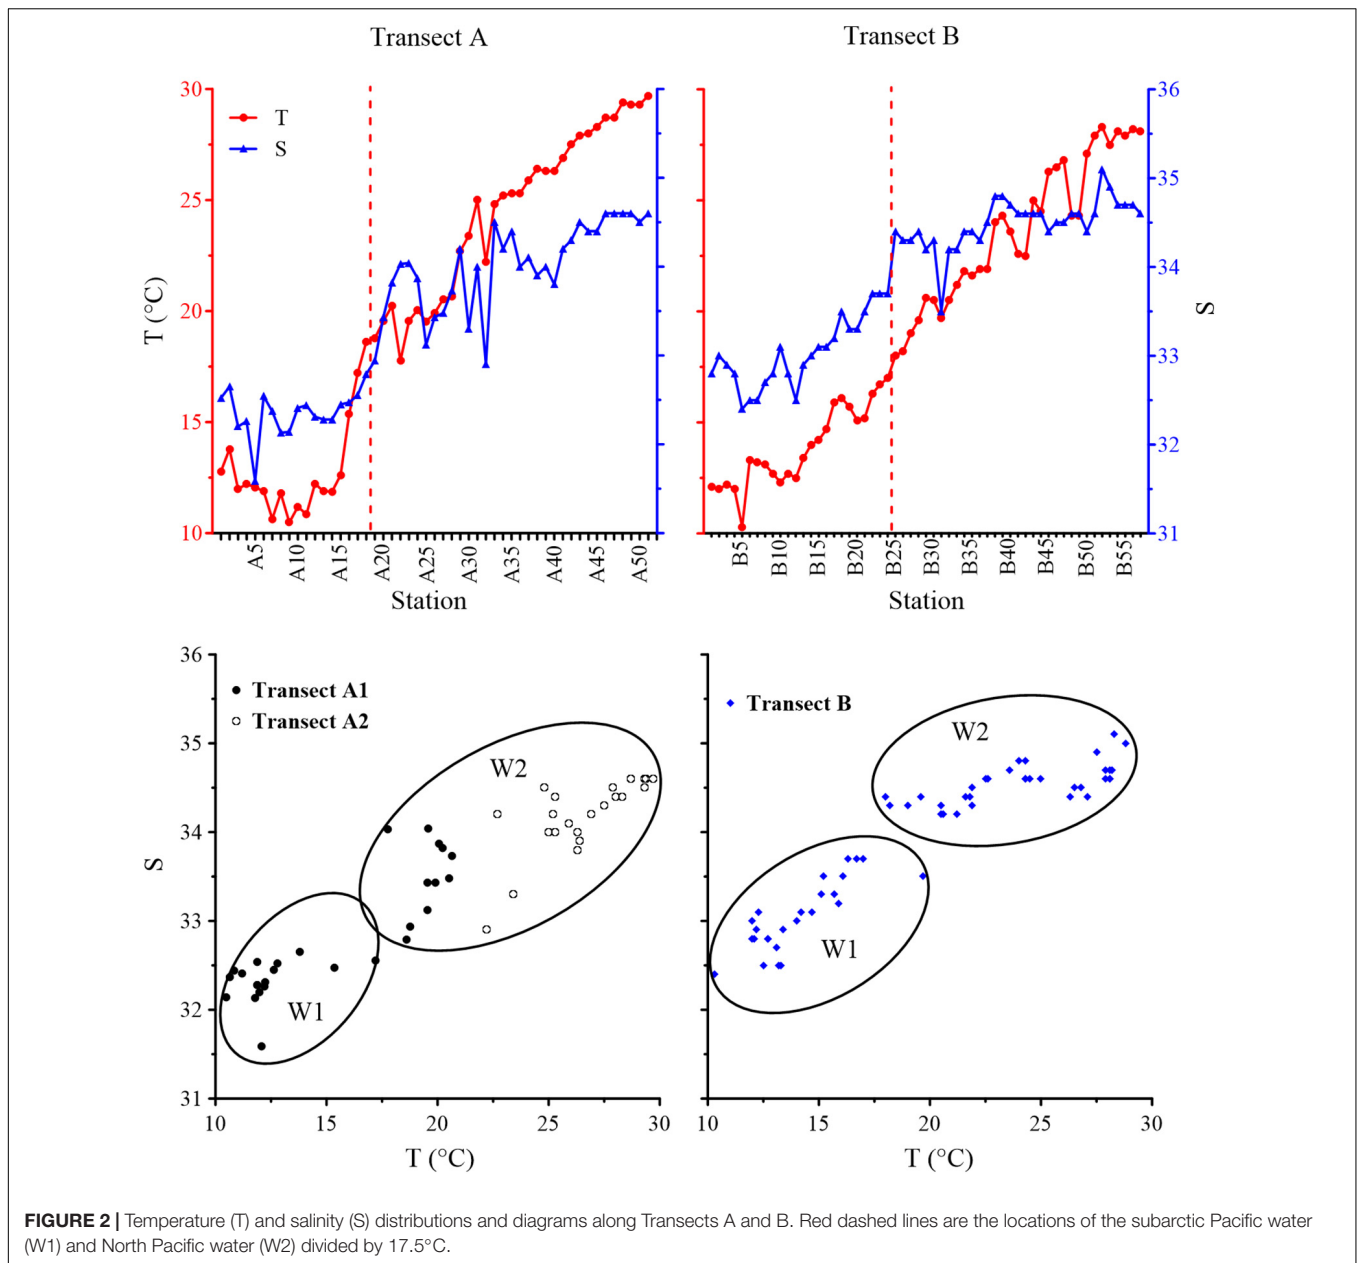 Transect A
Transect B
30
25
20
15
10
T (°C)
T
S
A5
A10
A15
A20
A25
A30
A35
A40
A45
A50
Station
B5
B10
B15
B20
B25
B30
B35
B40
B45
B50
B55
Station
36
35
34
33
32
31
S
36
35
34
33
32
31
S
Transect A1
Transect A2
W2
W1
10
15
20
25
30
T (°C)
Transect B
W2
W1
10
15
20
25
30
T (°C)
FIGURE 2 | Temperature (T) and salinity (S) distributions and diagrams along Transects A and B. Red dashed lines are the locations of the subarctic Pacific water
(W1) and North Pacific water (W2) divided by 17.5°C.